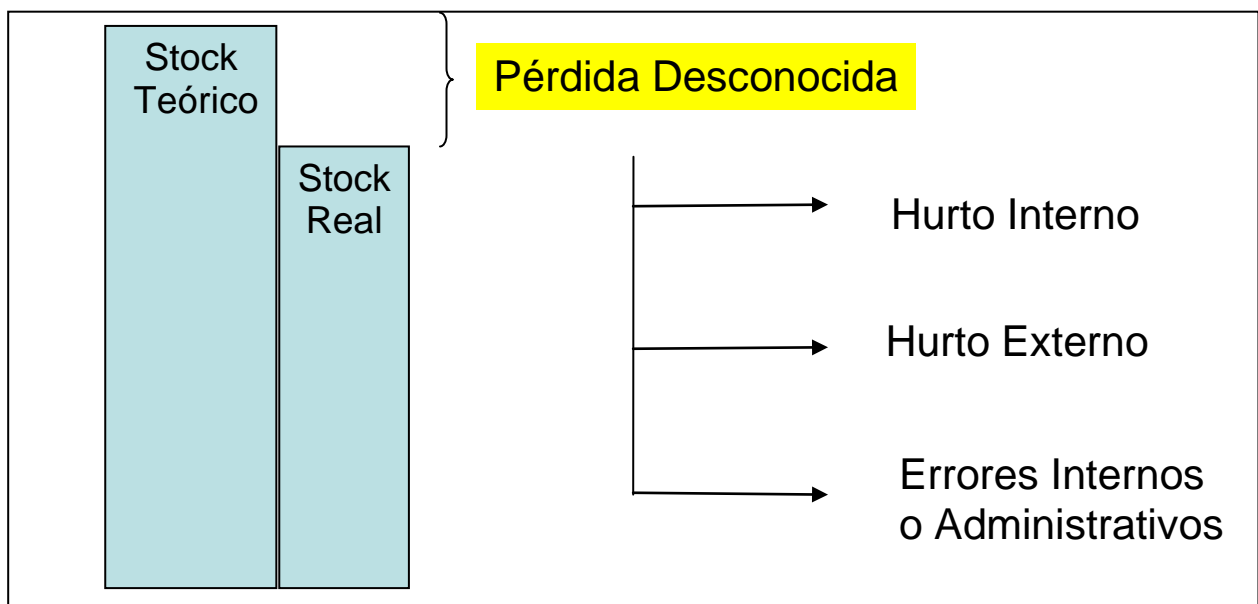 Stock
Teórico
Pérdida Desconocida
Stock
Real
Hurto Interno
Hurto Externo
Errores Internos
o Administrativos